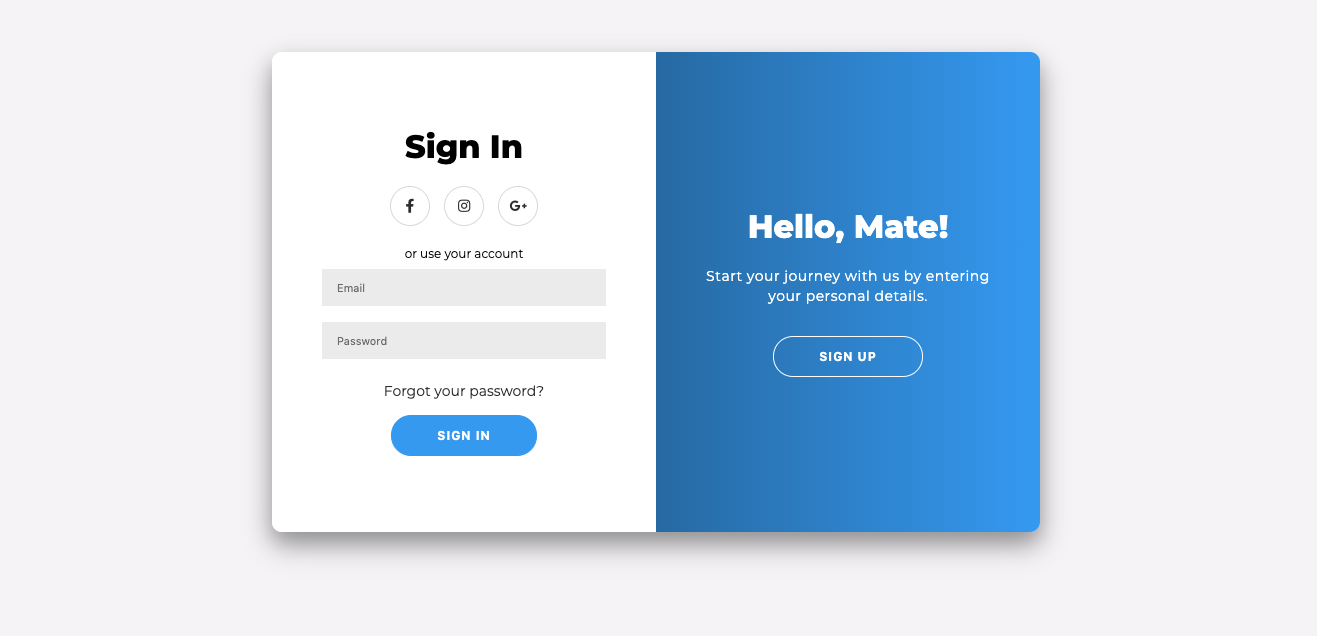 Sign In
G+
or use your account
Email
Password
Forgot your password?
SIGN IN
Hello, Mate!
Start your journey with us by entering
your personal details.
SIGN UP